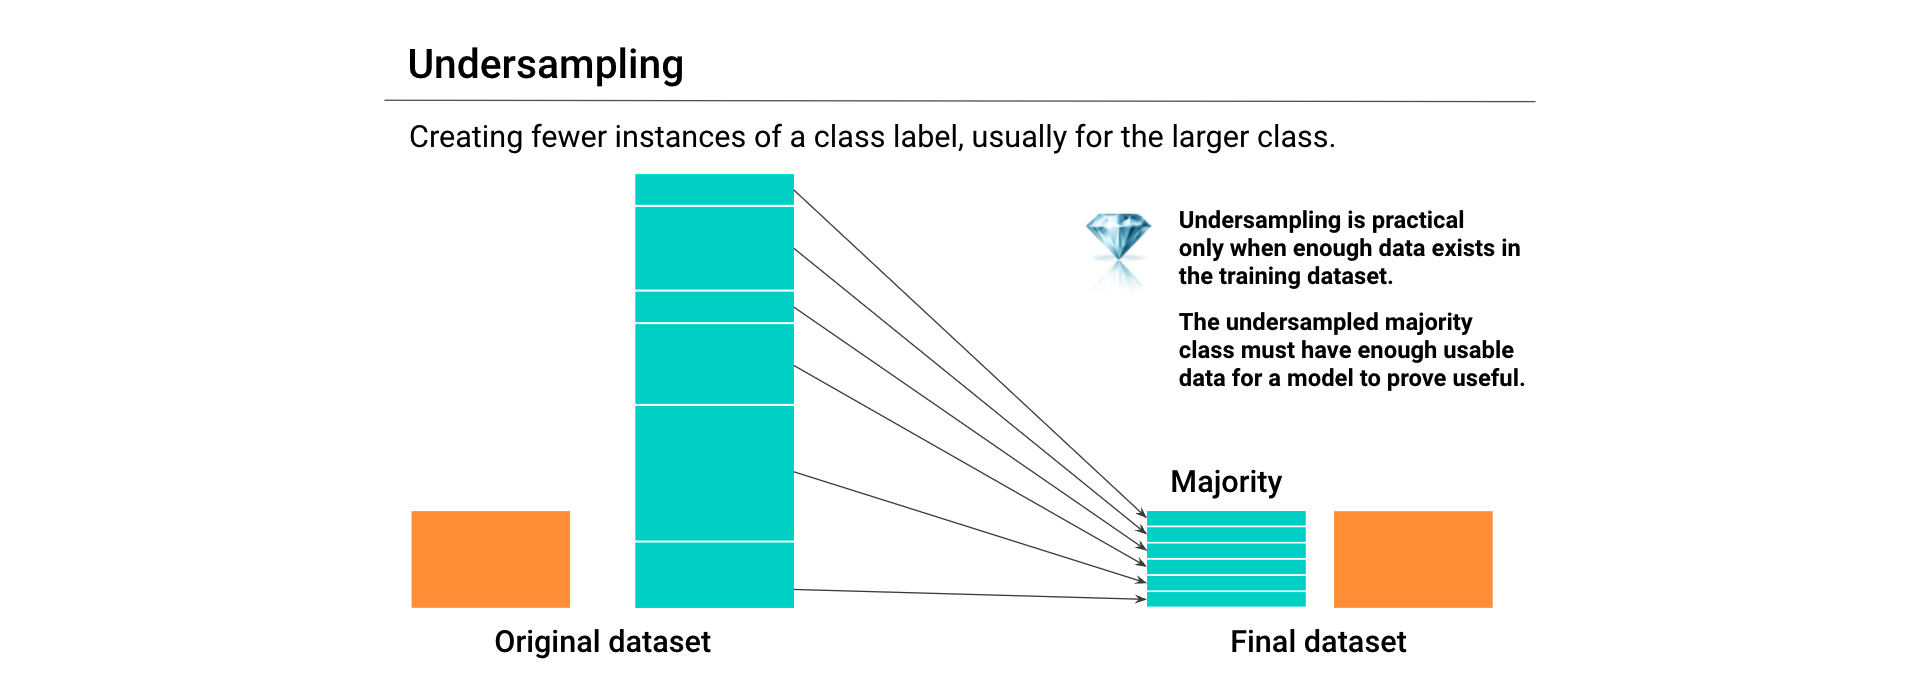 Undersampling
Creating fewer instances of a class label, usually for the larger class.
Undersampling is practical
only when enough data exists in
the training dataset.
The undersampled majority
class must have enough usable
data for a model to prove useful.
Majority
Original dataset
Final dataset